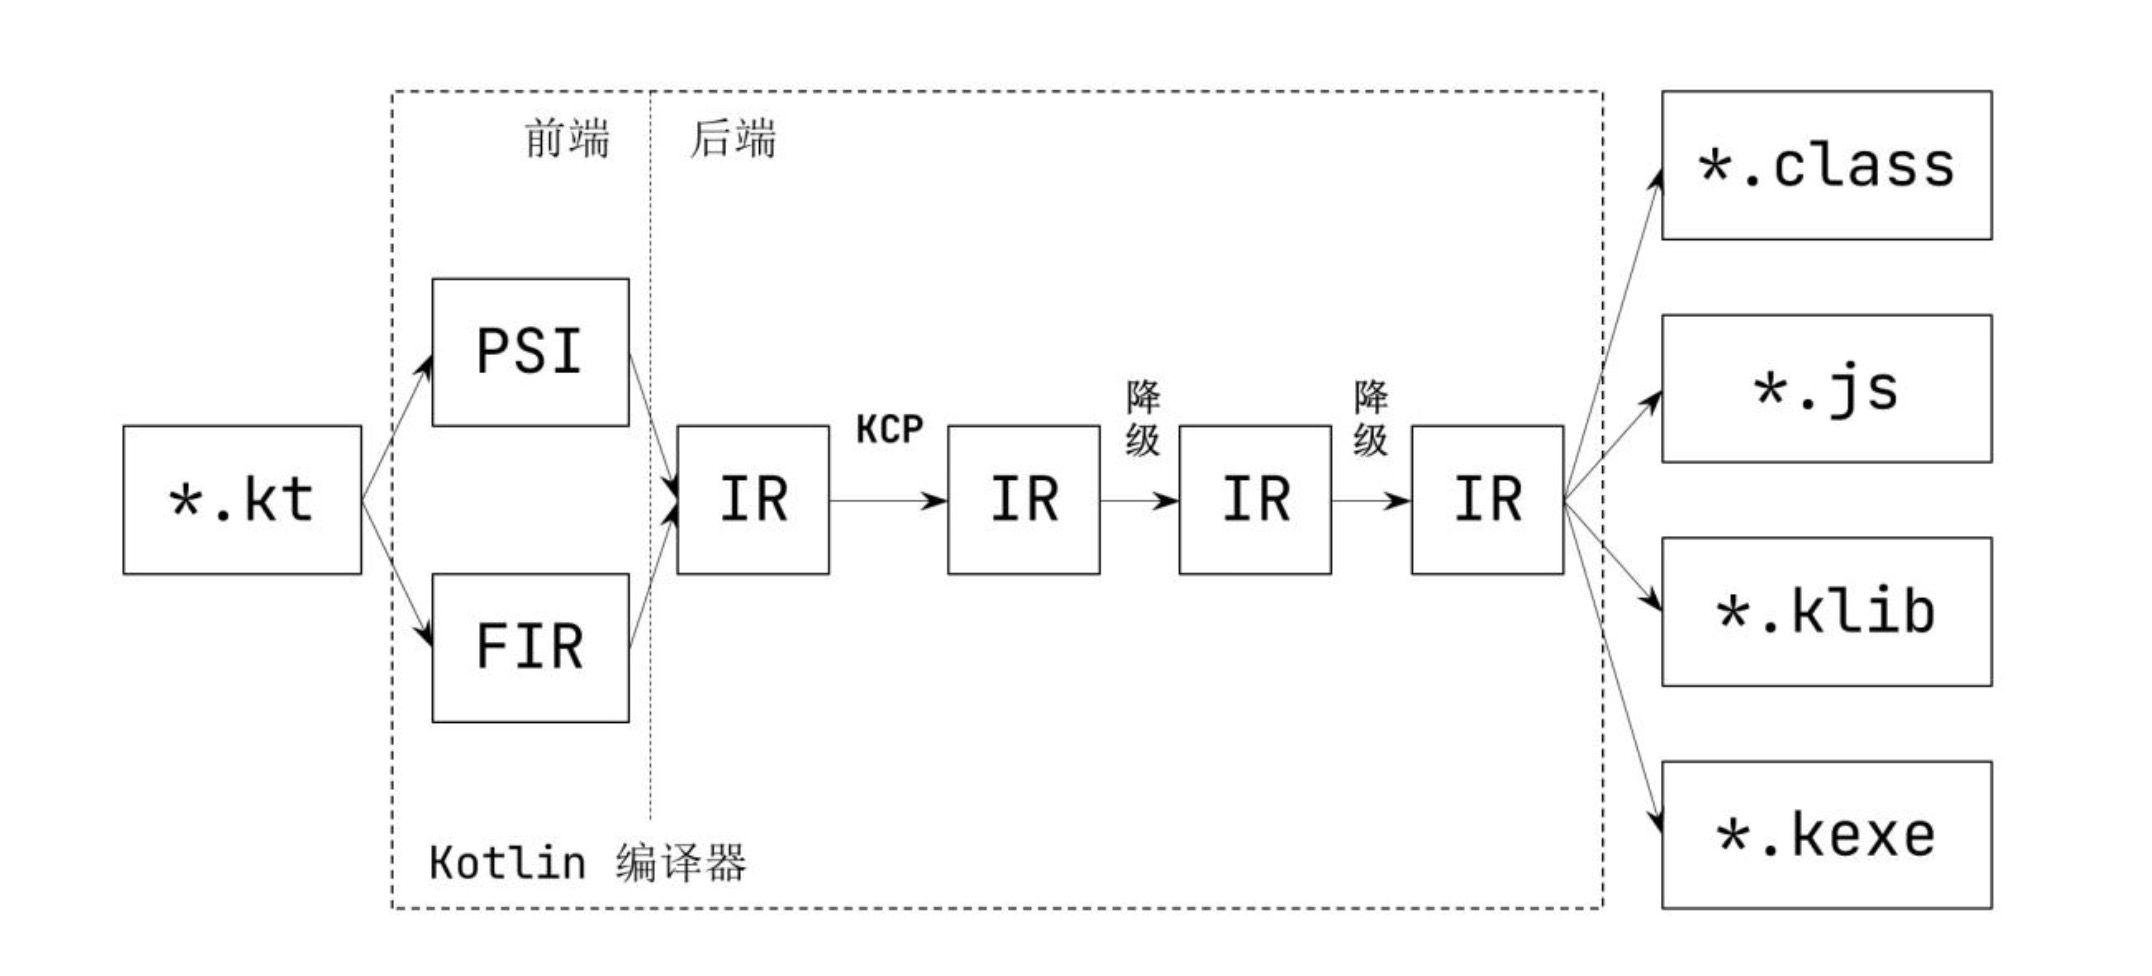 前端
后端
*.kt
PSI
FIR
IR
KCP
IR
降
级
IR
降
级
IR
*.class
*.js
*.klib
*.kexe
Kotlin 编译器